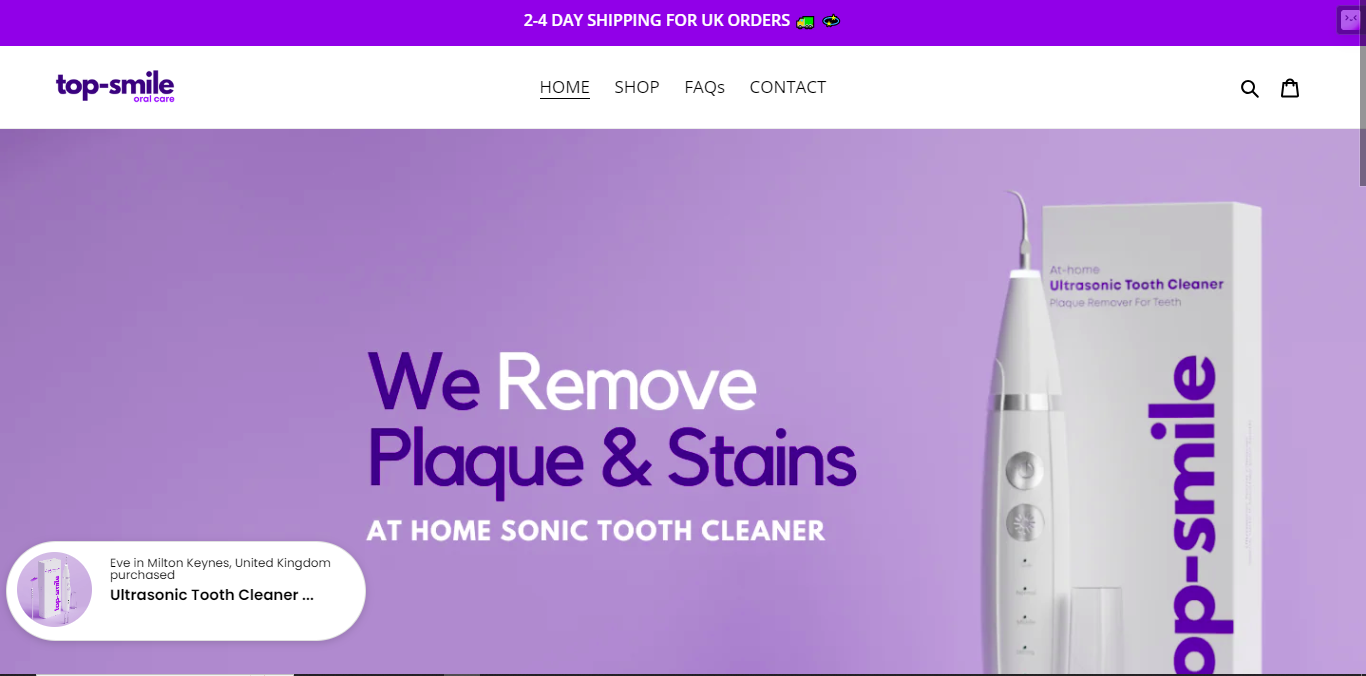 2-4 DAY SHIPPING FOR UK ORDERS
top-smile
oral care
HOME
SHOP
FAQs
CONTACT
At-home
Ultrasonic Tooth Cleaner
Plaque Remover For Teeth
We Remove
Plaque & Stains
AT HOME SONIC TOOTH CLEANER
top-smile
Eve in Milton Keynes, United Kingdom
purchased
Ultrasonic Tooth Cleaner ...
top-smile